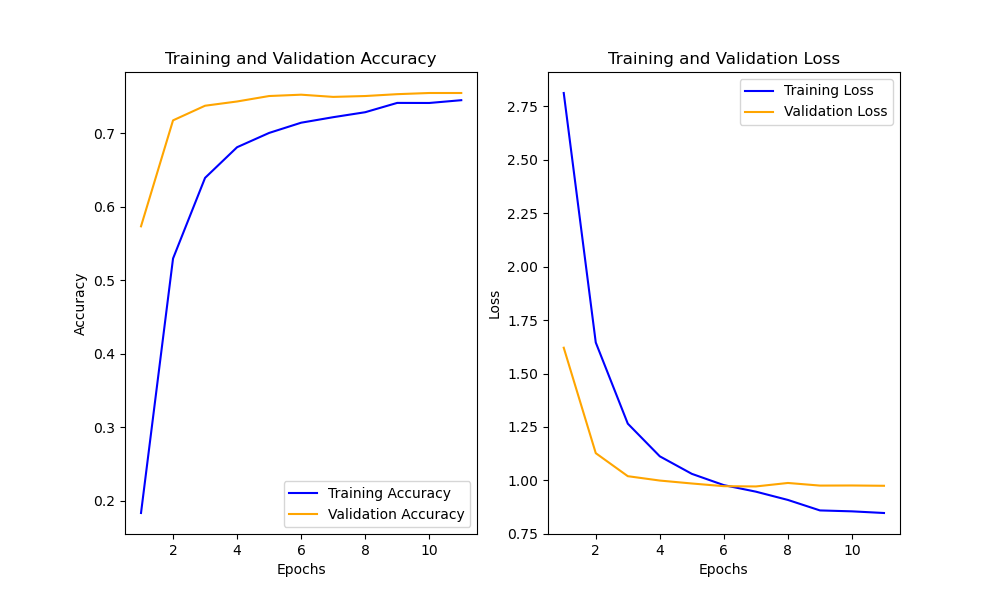 Training and Validation Accuracy
Accuracy
0.7
0.6
0.5
0.4
0.3
0.2
Training Accuracy
Validation Accuracy
2 4 6 8 10
Epochs
Training and Validation Loss
Loss
2.75
2.50
2.25
2.00
1.75
1.50
1.25
1.00
0.75
Training Loss
Validation Loss
2 4 6 8 10
Epochs